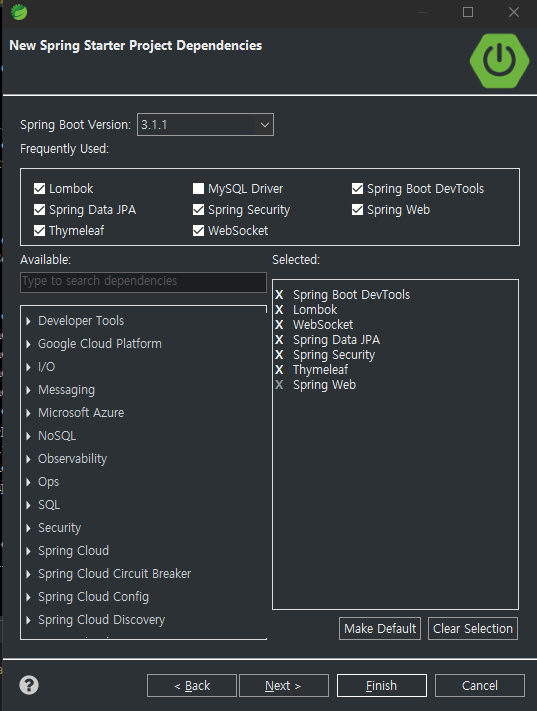 New Spring Starter Project Dependencies
Spring Boot Version: 3.1.1
Frequently Used:
Lombok MySQL Driver Spring Boot DevTools
Spring Data JPA Spring Security Spring Web
Thymeleaf WebSocket
Available: Selected:
Type to search dependencies
X Spring Boot DevTools
X Lombok
X WebSocket
X Spring Data JPA
X Spring Security
X Thymeleaf
X Spring Web
Developer Tools
Google Cloud Platform
I/O
Messaging
Microsoft Azure
NoSQL
Observability
Ops
SQL
Security
Spring Cloud
Spring Cloud Circuit Breaker
Spring Cloud Config
Spring Cloud Discovery
Make Default Clear Selection
? < Back Next > Finish Cancel